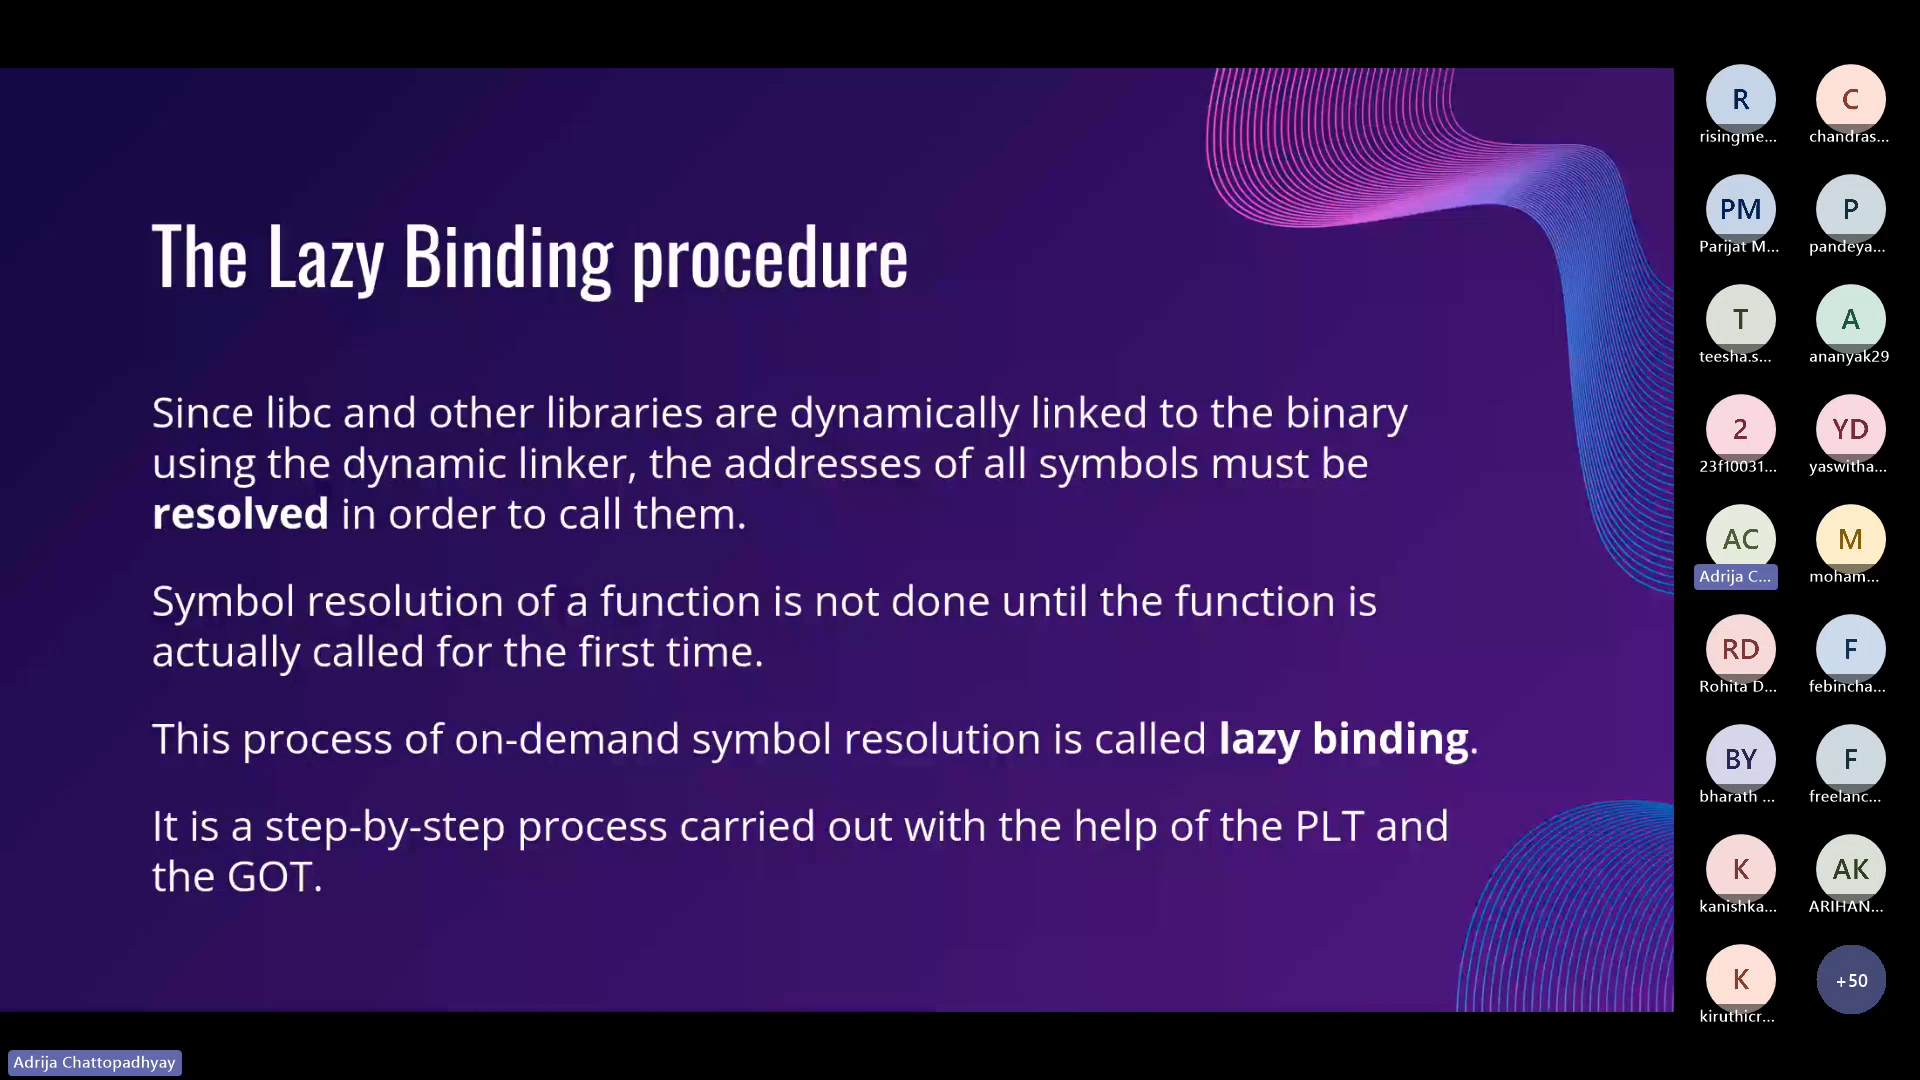 The Lazy Binding procedure
Since libc and other libraries are dynamically linked to the binary
using the dynamic linker, the addresses of all symbols must be
resolved in order to call them.
Symbol resolution of a function is not done until the function is
actually called for the first time.
This process of on-demand symbol resolution is called lazy binding.
It is a step-by-step process carried out with the help of the PLT and
the GOT.
R
risingme...
C
chandras...
PM
Parijat M...
P
pandeya...
T
teesha.s...
A
ananyak29
2
23f10031...
YD
yaswitha...
AC
Adrija C...
M
moham...
RD
Rohita D...
F
febincha...
BY
bharath ...
F
freelanc...
K
kanishka...
AK
ARIHAN...
K
kiruthicr...
+50
Adrija Chattopadhyay